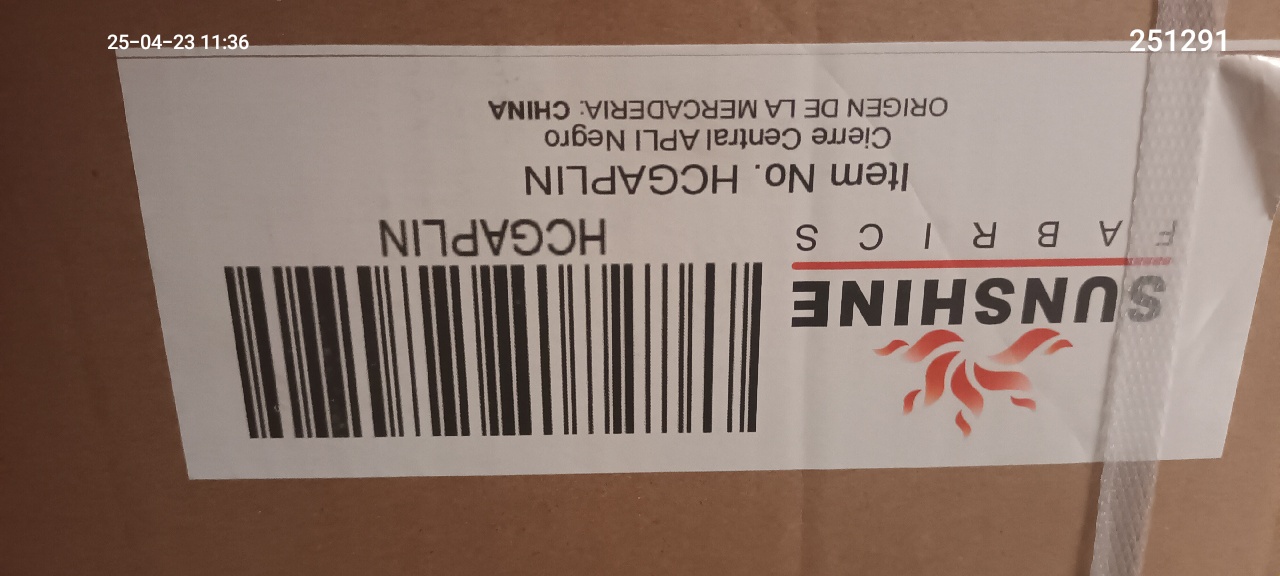 25-04-23 11:36
251291
SUNSHINE
FABRICS
HCGAPLIN
Item No. HCGAPLIN
Cierre Central APLI Negro
ORIGEN DE LA MERCADERIA: CHINA